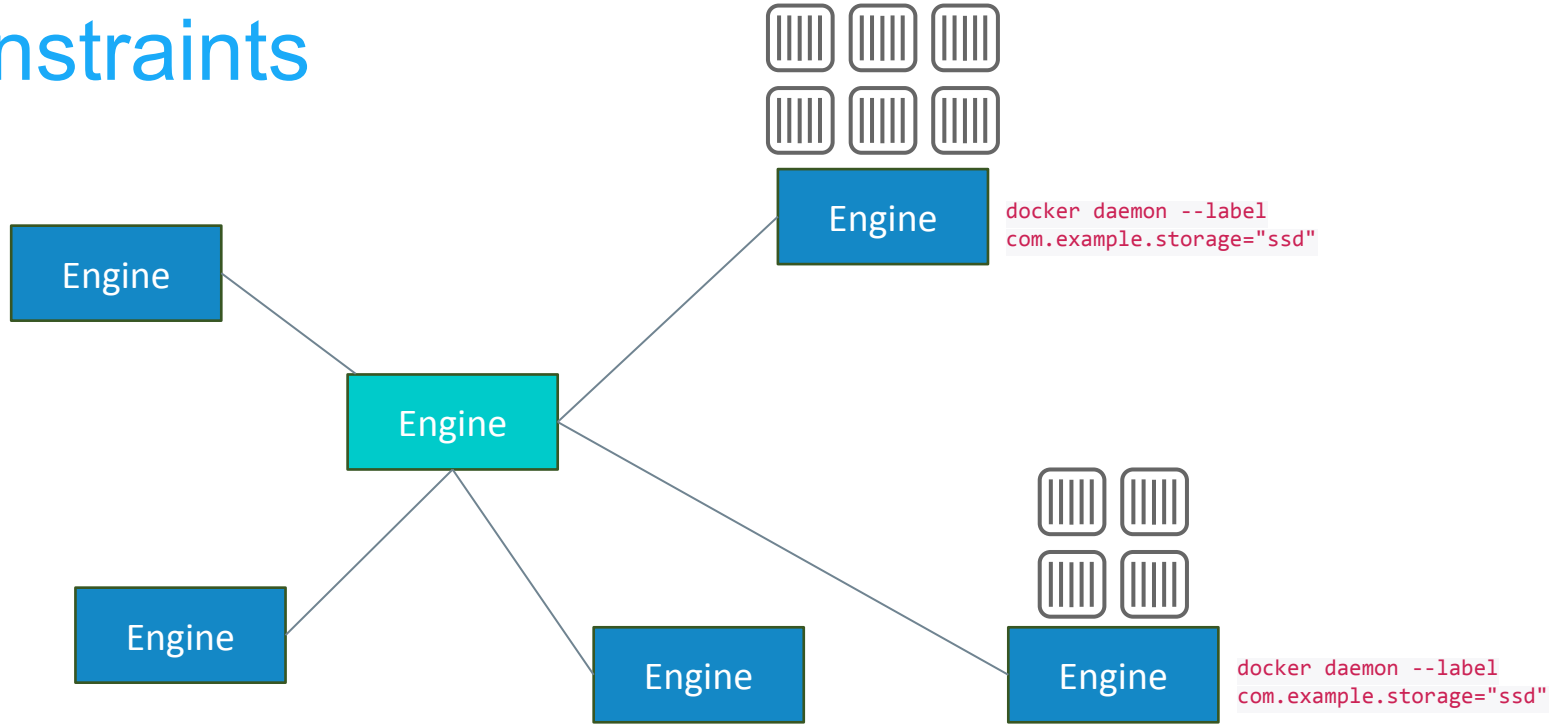 nstraints
Engine
docker daemon --label
com.example.storage="ssd"
Engine
Engine
Engine
Engine
Engine
docker daemon --label
com.example.storage="ssd"